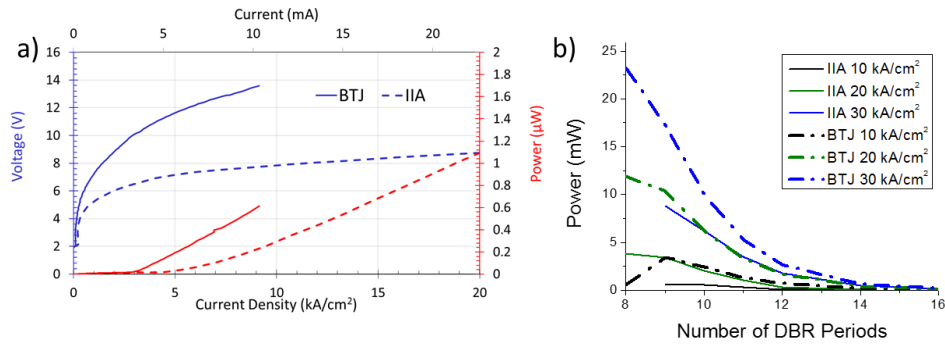 a)
Current (mA)
0 5 10 15 20
16
14
12
10
8
6
4
2
0
Voltage (V)
BTJ IIA
2
1.8
1.6
1.4
1.2
1
0.8
0.6
0.4
0.2
0
Power (μW)
0 5 10 15 20
Current Density (kA/cm²)
b)
25
20
15
10
5
0
Power (mW)
IIA 10 kA/cm²
IIA 20 kA/cm²
IIA 30 kA/cm²
BTJ 10 kA/cm²
BTJ 20 kA/cm²
BTJ 30 kA/cm²
8 10 12 14 16
Number of DBR Periods